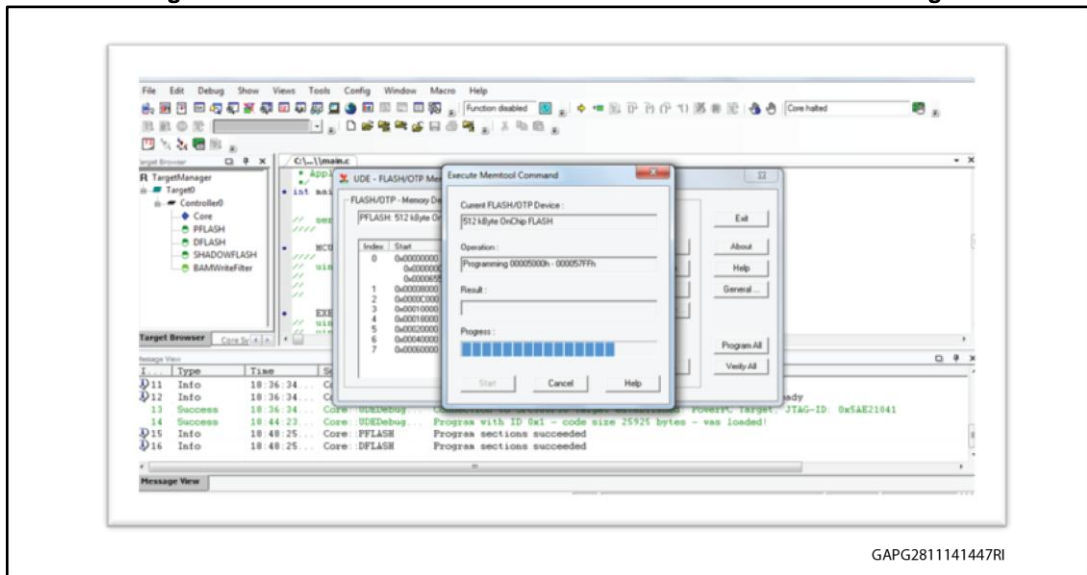 File Edit Debug Show Views Tools Config Window Macro Help
Function disabled
Core halted
C:\...\main.c
TargetManager
Target0
Controller0
Core
PFLASH
DFLASH
SHADOWFLASH
BAMWriteFilter
Target Browser
int
UDE - FLASH/OTP
FLASH/OTP - Memory
PFLASH: 512 kByte
Index Start
0 0x00000000
1 0x00008000
2 0x0000C000
3 0x00010000
4 0x00018000
5 0x00020000
6 0x00040000
7 0x00060000
Execute Memtool Command
Current FLASH/OTP Device :
512 kByte OnChip FLASH
Operation :
Programming 00005000h - 000057FFh
Result :
Progress :
Start Cancel Help
Exit
About
Help
General ...
Program All
Verify All
Message View
Type Time
11 Info 18:36:34...
12 Info 18:36:34...
13 Success 18:36:34... Core::UDEDebug... PowerPC Target, JTAG-ID: 0x5AE21041
14 Success 18:44:23... Core::UDEDebug... Program with ID 0x1 - code size 25925 bytes - was loaded!
15 Info 18:48:25... Core::PFLASH Program sections succeeded
16 Info 18:48:25... Core::DFLASH Program sections succeeded
Message View
GAPG2811141447RI